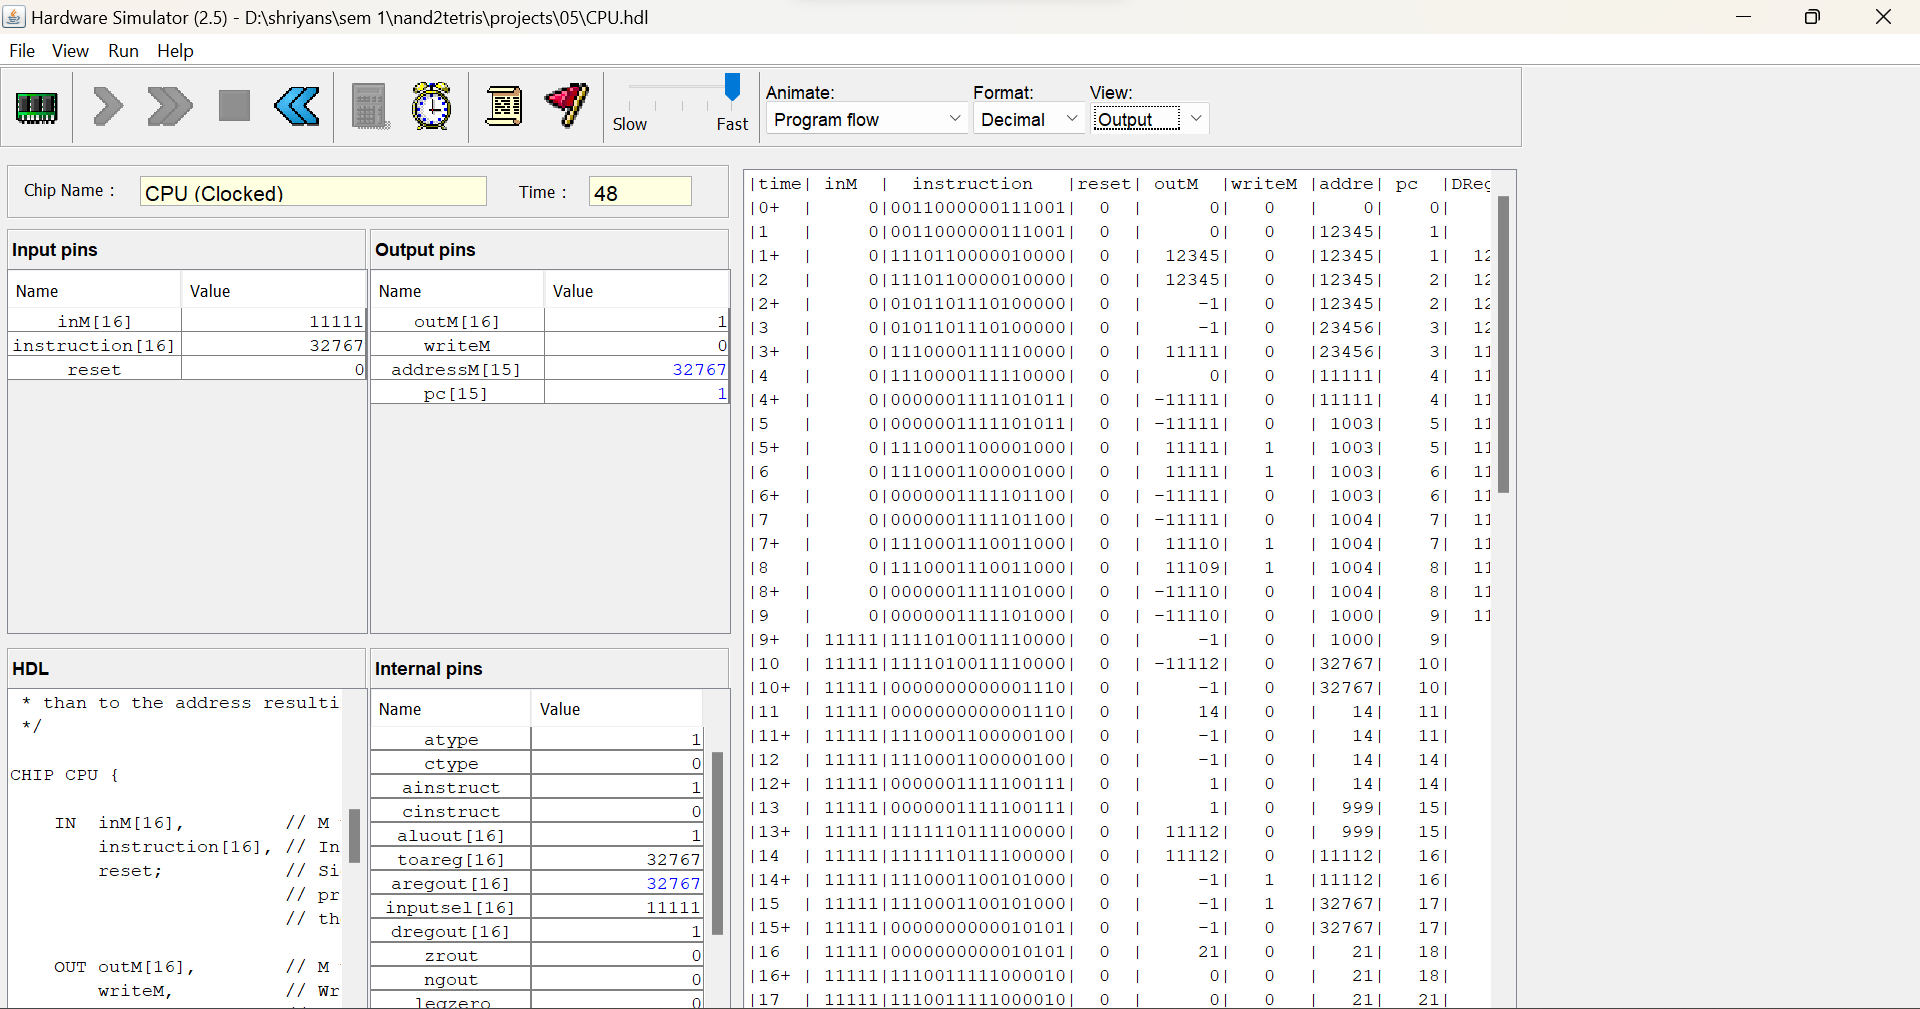 Hardware Simulator (2.5) - D:\shriyans\sem 1\nand2tetris\projects\05\CPU.hdl
File View Run Help
Slow Fast
Animate: Format: View:
Program flow Decimal Output
Chip Name : CPU (Clocked) Time : 48
Input pins
Name Value
inM[16] 11111
instruction[16] 32767
reset 0
Output pins
Name Value
outM[16] 1
writeM 0
addressM[15] 32767
pc[15] 1
HDL
* than to the address resulti
*/
CHIP CPU {
IN inM[16], // M
instruction[16], // In
reset; // Si
// pr
// th
OUT outM[16], // M
writeM, // Wr
Internal pins
Name Value
atype 1
ctype 0
ainstruct 1
cinstruct 0
aluout[16] 1
toareg[16] 32767
aregout[16] 32767
inputsel[16] 11111
dregout[16] 1
zrout 0
ngout 0
leqzero 0
|time| inM | instruction |reset| outM |writeM |addre| pc |DReg
|0+ | 0|0011000000111001| 0 | 0| 0 | 0| 0|
|1 | 0|0011000000111001| 0 | 0| 0 |12345| 1|
|1+ | 0|1110110000010000| 0 | 12345| 0 |12345| 1| 12
|2 | 0|1110110000010000| 0 | 12345| 0 |12345| 2| 12
|2+ | 0|0101101110100000| 0 | -1| 0 |12345| 2| 12
|3 | 0|0101101110100000| 0 | -1| 0 |23456| 3| 12
|3+ | 0|1110000111110000| 0 | 11111| 0 |23456| 3| 11
|4 | 0|1110000111110000| 0 | 0| 0 |11111| 4| 11
|4+ | 0|0000001111101011| 0 | -11111| 0 |11111| 4| 11
|5 | 0|0000001111101011| 0 | -11111| 0 | 1003| 5| 11
|5+ | 0|1110001100001000| 0 | 11111| 1 | 1003| 5| 11
|6 | 0|1110001100001000| 0 | 11111| 1 | 1003| 6| 11
|6+ | 0|0000001111101100| 0 | -11111| 0 | 1003| 6| 11
|7 | 0|0000001111101100| 0 | -11111| 0 | 1004| 7| 11
|7+ | 0|1110001110011000| 0 | 11110| 1 | 1004| 7| 11
|8 | 0|1110001110011000| 0 | 11109| 1 | 1004| 8| 11
|8+ | 0|0000001111101000| 0 | -11110| 0 | 1004| 8| 11
|9 | 0|0000001111101000| 0 | -11110| 0 | 1000| 9| 11
|9+ | 11111|1111010011110000| 0 | -1| 0 | 1000| 9|
|10 | 11111|1111010011110000| 0 | -11112| 0 |32767| 10|
|10+ | 11111|0000000000001110| 0 | -1| 0 |32767| 10|
|11 | 11111|0000000000001110| 0 | 14| 0 | 14| 11|
|11+ | 11111|1110001100000100| 0 | -1| 0 | 14| 11|
|12 | 11111|1110001100000100| 0 | -1| 0 | 14| 14|
|12+ | 11111|0000001111100111| 0 | 1| 0 | 14| 14|
|13 | 11111|0000001111100111| 0 | 1| 0 | 999| 15|
|13+ | 11111|1111110111100000| 0 | 11112| 0 | 999| 15|
|14 | 11111|1111110111100000| 0 | 11112| 0 |11112| 16|
|14+ | 11111|1110001100101000| 0 | -1| 1 |11112| 16|
|15 | 11111|1110001100101000| 0 | -1| 1 |32767| 17|
|15+ | 11111|0000000000010101| 0 | -1| 0 |32767| 17|
|16 | 11111|0000000000010101| 0 | 21| 0 | 21| 18|
|16+ | 11111|1110011111000010| 0 | 0| 0 | 21| 18|
|17 | 11111|1110011111000010| 0 | 0| 0 | 21| 21|